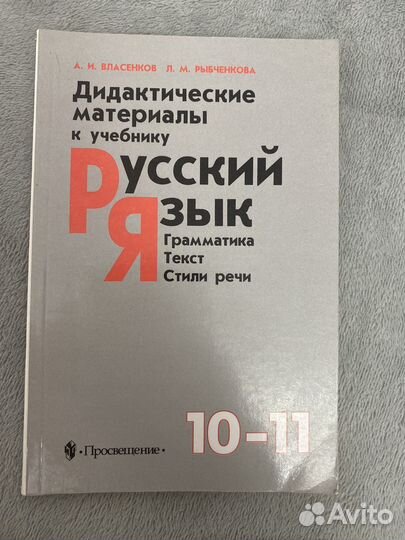 А. И. ВЛАСЕНКОВ Л. М. РЫБЧЕНКОВА
Дидактические
материалы
к учебнику
Русский
Язык
Грамматика
Текст
Стили речи
10-11
• Просвещение •
Avito